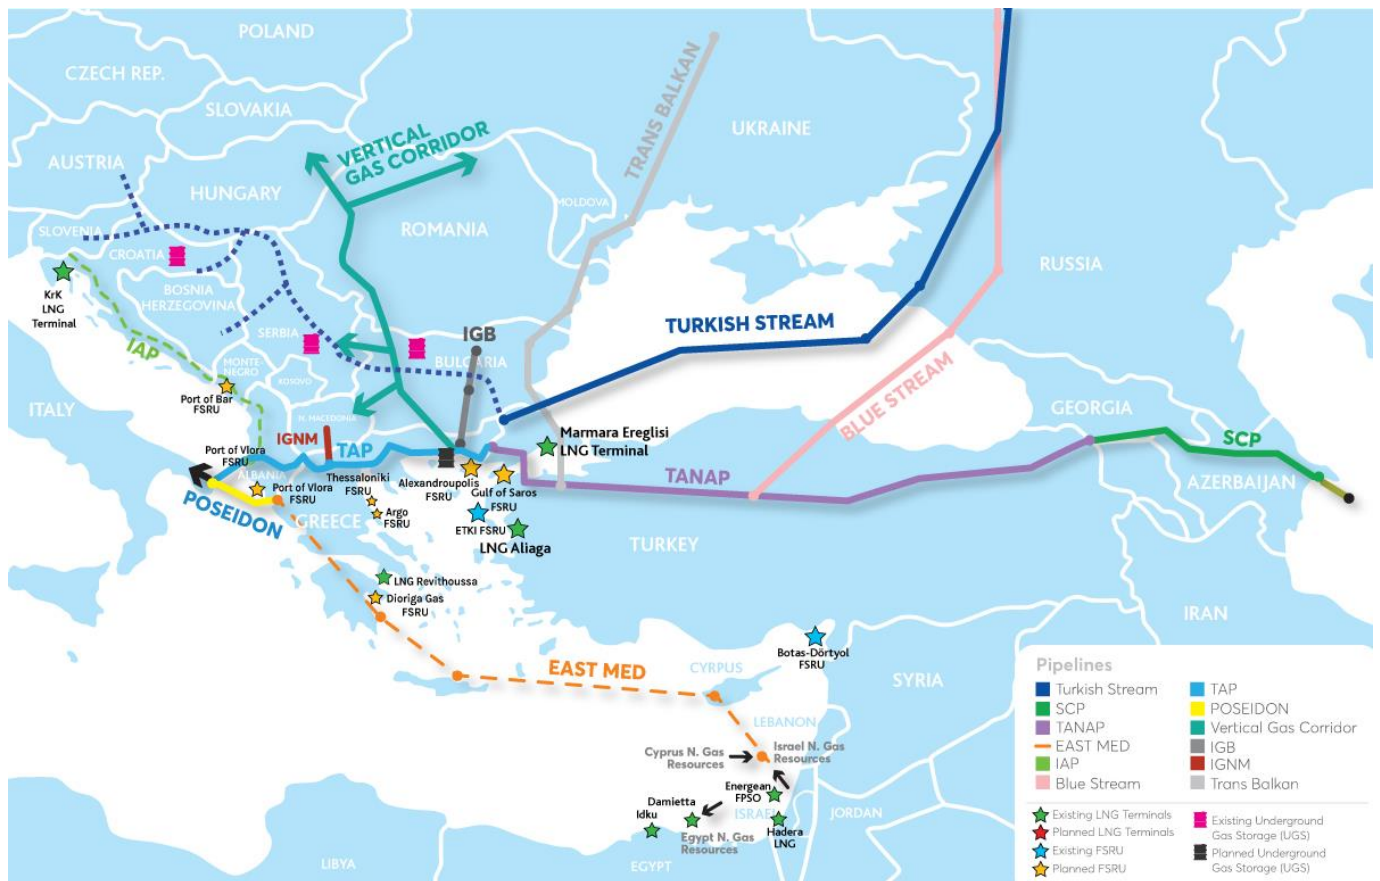 POLAND
CZECH REP.
SLOVAKIA
UKRAINE
TRANS BALKAN
VERTICAL
GAS CORRIDOR
AUSTRIA
HUNGARY
MOLDOVA
SLOVENIA
ROMANIA
CROATIA
RUSSIA
KrK
LNG
Terminal
BOSNIA
HERZEGOVINA
SERBIA
IGB
TURKISH STREAM
IAP
MONTE-
NEGRO
BULGARIA
BLUE STREAM
KOSOVO
ITALY
Port of Bar
FSRU
N. MACEDONIA
GEORGIA
IGNM
TAP
Marmara Ereglisi
LNG Terminal
SCP
Port of Vlora
FSRU
ALBANIA
Port of Vlora
FSRU
Thessaloniki
FSRU
Alexandroupolis
FSRU
Gulf of Saros
FSRU
TANAP
AZERBAIJAN
POSEIDON
GREECE
Argo
FSRU
ETKI FSRU
LNG Aliaga
TURKEY
LNG Revithoussa
Dioriga Gas
FSRU
IRAN
Botas-Dörtyol
FSRU
EAST MED
CYRPUS
SYRIA
LEBANON
Cyprus N. Gas
Resources
Israel N. Gas
Resources
Energean
FPSO
Damietta
Idku
ISRAEL
JORDAN
Egypt N. Gas
Resources
Hadera
LNG
LIBYA
EGYPT
Pipelines
Turkish Stream
SCP
TANAP
EAST MED
IAP
Blue Stream
TAP
POSEIDON
Vertical Gas Corridor
IGB
IGNM
Trans Balkan
Existing LNG Terminals
Planned LNG Terminals
Existing FSRU
Planned FSRU
Existing Underground
Gas Storage (UGS)
Planned Underground
Gas Storage (UGS)